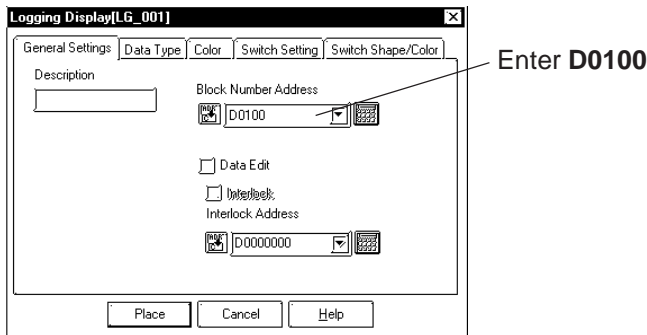 Logging Display[LG_001]
General Settings Data Type Color Switch Setting Switch Shape/Color
Enter D0100
Description
Block Number Address
D0100
Data Edit
Interlock
Interlock Address
D0000000
Place Cancel Help